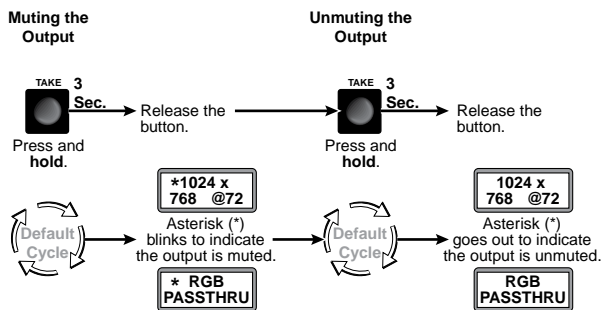 Muting the
Output
Unmuting the
Output
TAKE
3
Sec.
Release the
button.
Press and
hold.
TAKE
3
Sec.
Release the
button.
Press and
hold.
Default
Cycle
*1024 x
768 @72
Asterisk (*)
blinks to indicate
the output is muted.
* RGB
PASSTHRU
Default
Cycle
1024 x
768 @72
Asterisk (*)
goes out to indicate
the output is unmuted.
RGB
PASSTHRU